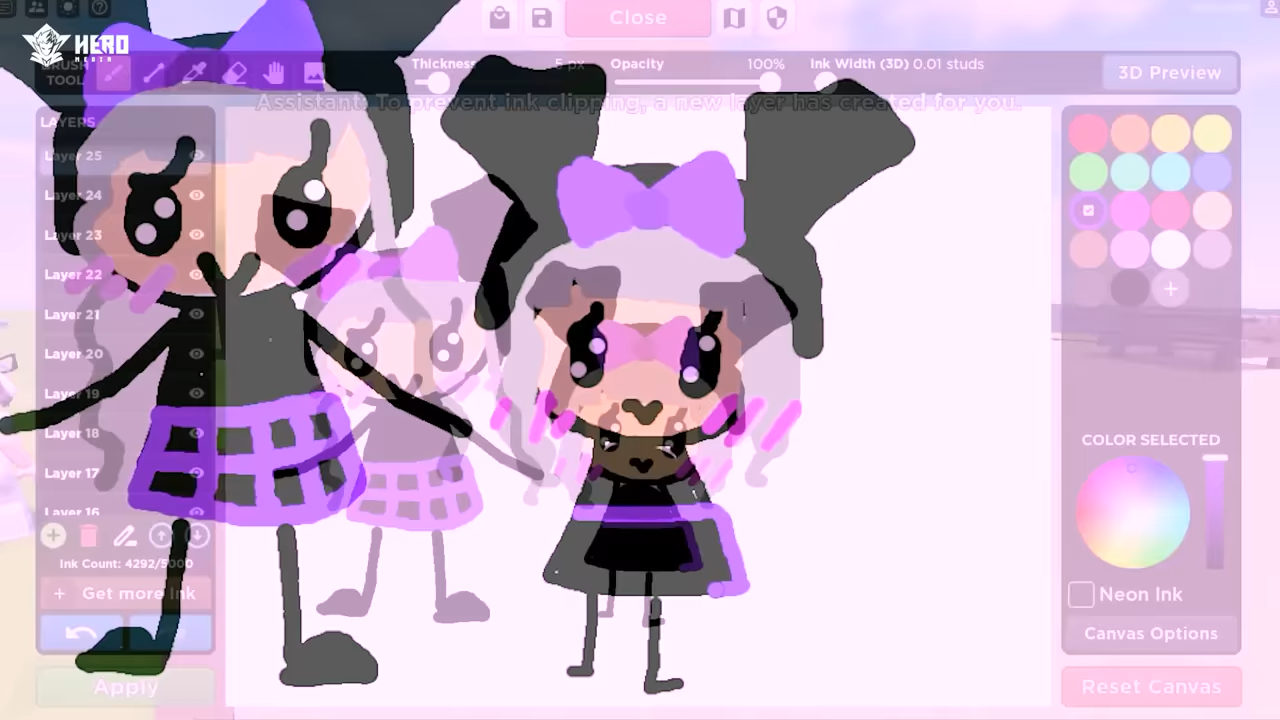 HERO
MEDIA
Close
BRUSH
TOOL
Thickness
5 px
Opacity
100%
Ink Width (3D) 0.01 studs
3D Preview
Assistant: To prevent ink clipping, a new layer has created for you.
LAYERS
Layer 25
Layer 24
Layer 23
Layer 22
Layer 21
Layer 20
Layer 19
Layer 18
Layer 17
Layer 16
Ink Count: 4292/5000
+ Get more Ink
Apply
COLOR SELECTED
Neon Ink
Canvas Options
Reset Canvas